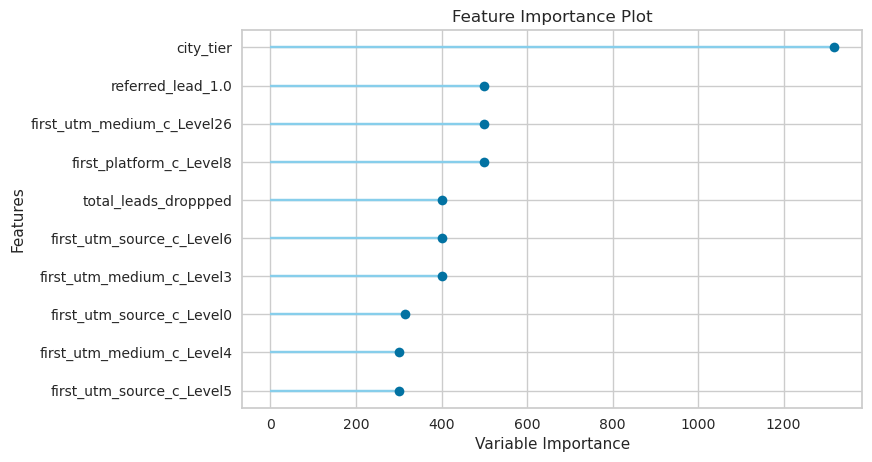 Feature Importance Plot
city_tier
referred_lead_1.0
first_utm_medium_c_Level26
first_platform_c_Level8
total_leads_droppped
first_utm_source_c_Level6
first_utm_medium_c_Level3
first_utm_source_c_Level0
first_utm_medium_c_Level4
first_utm_source_c_Level5
Features
0 200 400 600 800 1000 1200
Variable Importance